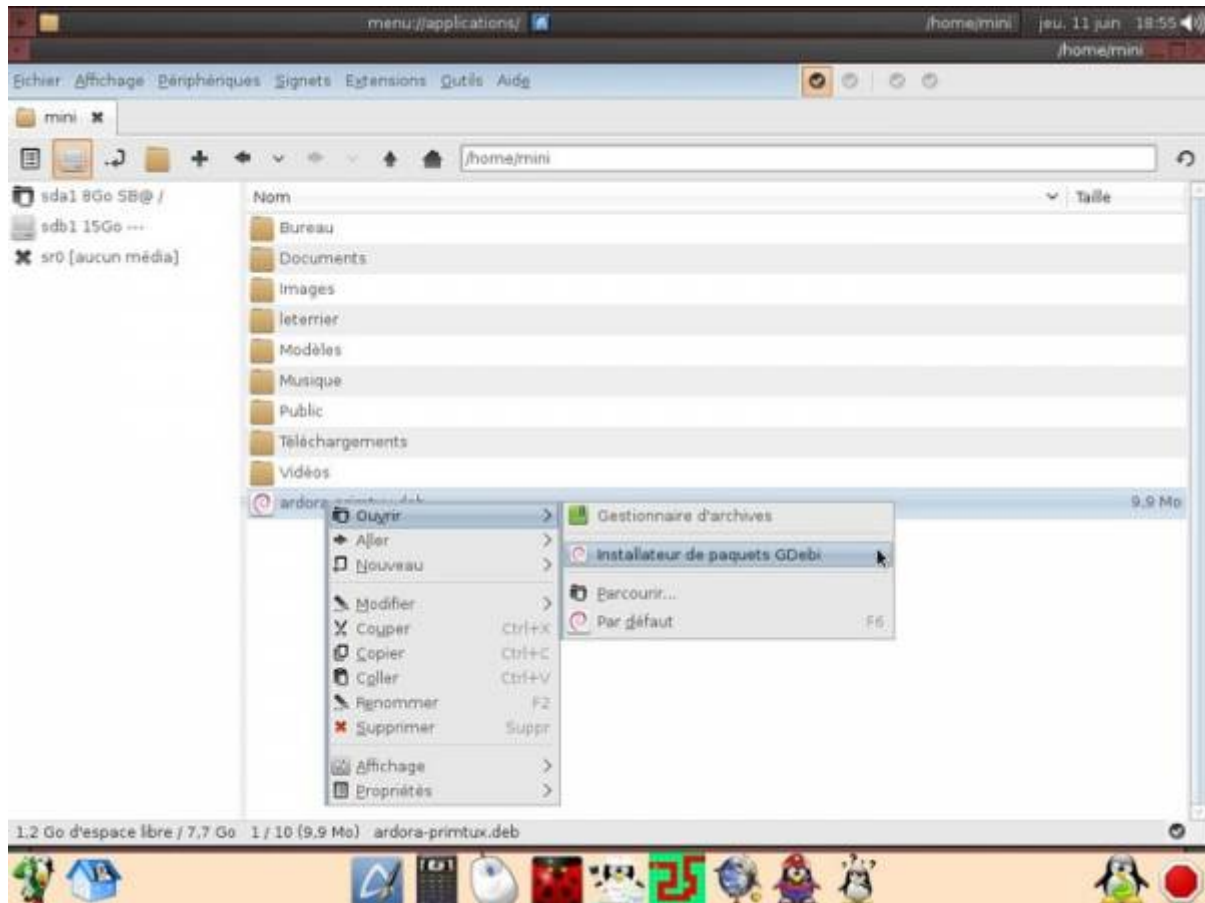 menu://applications/ /home/mini jeu. 11 juin 18:55
/home/mini
Fichier Affichage Périphériques Signets Extensions Outils Aide
mini
/home/mini
sda1 8Go SB@ /
sdb1 15Go ---
sr0 [aucun média]
Nom Taille
Bureau
Documents
Images
leterrier
Modèles
Musique
Public
Téléchargements
Vidéos
ardora-primtux.deb 9,9 Mo
Ouvrir
Aller
Nouveau
Modifier
Couper Ctrl+X
Copier Ctrl+C
Coller Ctrl+V
Renommer F2
Supprimer Suppr
Affichage
Propriétés
Gestionnaire d'archives
Installateur de paquets GDebi
Parcourir...
Par défaut F6
1,2 Go d'espace libre / 7,7 Go 1 / 10 (9,9 Mo) ardora-primtux.deb